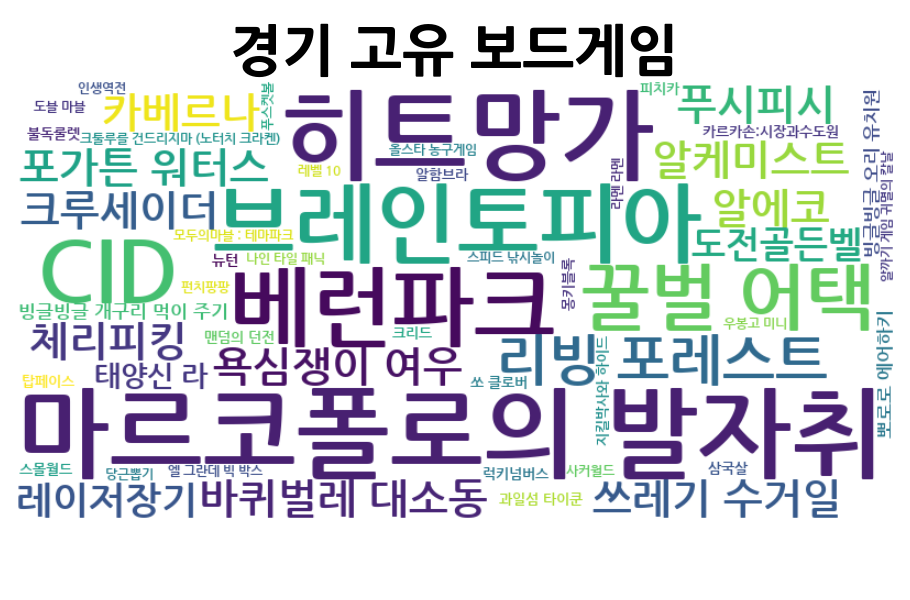 경기 고유 보드게임
인생역전
도블 마블
카베르나
푸스켓볼
히트망가
피치카
푸시피시
카르카손:시장과수도원
빙글빙글 오리 유치원
불독룰렛
크툴루를 건드리지마 (노터치 크라켄)
올스타 농구게임
포가튼 워터스
레벨 10
알함브라
라멘 라멘
알케미스트
알까기 게임 귀멸의 칼날
크루세이더
브레인토피아
알에코
모두의마블 : 테마파크
도전골든벨
CID
뉴턴
나인 타일 패닉
스피드 낚시놀이
몽키블록
펀치팡팡
베런파크
꿀벌 어택
빙글빙글 개구리 먹이 주기
우봉고 미니
체리피킹
맨덤의 던전
크리드
리빙 포레스트
뽀로로 에어하키
탑페이스
태양신 라
욕심쟁이 여우
쏘 클로버
지킬박사와 하이드
마르코폴로의 발자취
스몰월드
당근뽑기
엘 그란데 빅 박스
럭키넘버스
사커월드
삼국살
레이저장기
바퀴벌레 대소동
과일섬 타이쿤
쓰레기 수거일